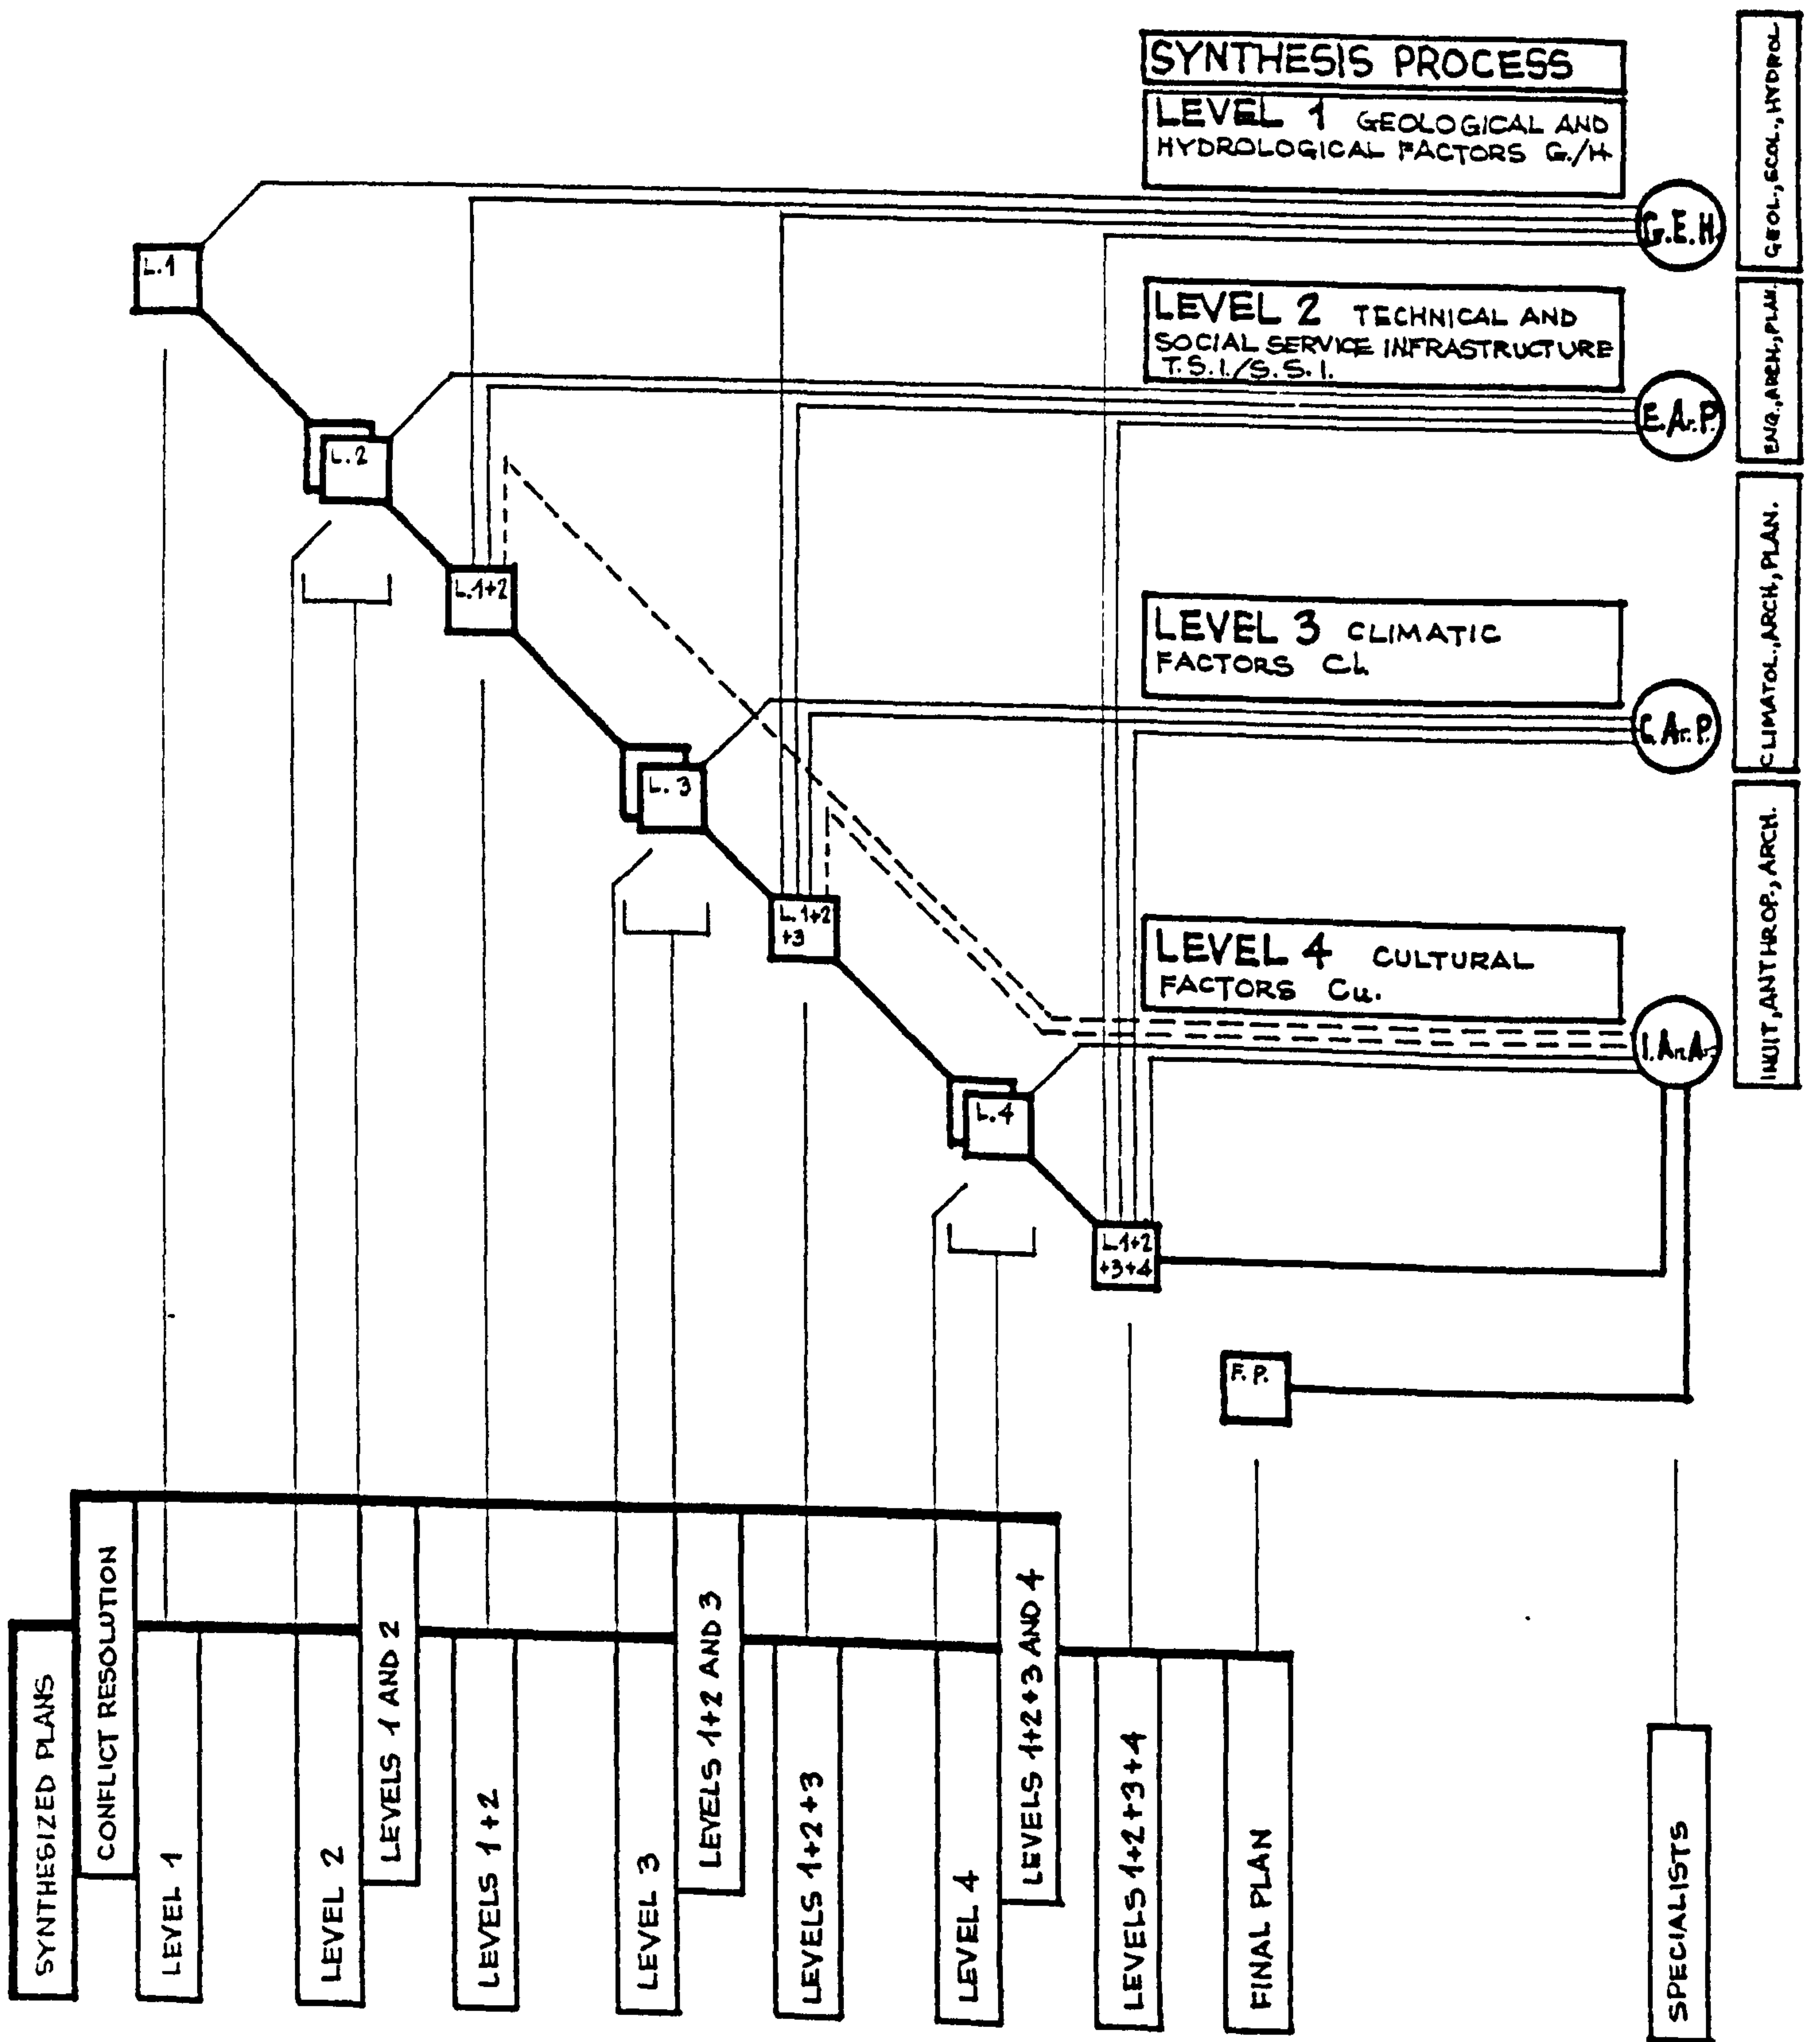 SYNTHESIS PROCESS
LEVEL 1 GEOLOGICAL AND
HYDROLOGICAL FACTORS G./H
G.E.H.
GEOL., ECOL., HYDROL
L.1
LEVEL 2 TECHNICAL AND
SOCIAL SERVICE INFRASTRUCTURE
T.S.I./S.S.I.
E.Ar.P.
ENG., ARCH., PLAN.
L.2
L.1+2
LEVEL 3 CLIMATIC
FACTORS Cl.
C.Ar.P.
CLIMATOL., ARCH., PLAN.
L.3
L.1+2
+3
LEVEL 4 CULTURAL
FACTORS Cu.
I.An.Ar.
INUIT, ANTHROP., ARCH.
L.4
L.1+2
+3+4
F.P.
SYNTHESIZED PLANS
CONFLICT RESOLUTION
LEVEL 1
LEVEL 2
LEVELS 1 AND 2
LEVELS 1+2
LEVEL 3
LEVELS 1+2 AND 3
LEVELS 1+2+3
LEVEL 4
LEVELS 1+2+3 AND 4
LEVELS 1+2+3+4
FINAL PLAN
SPECIALISTS